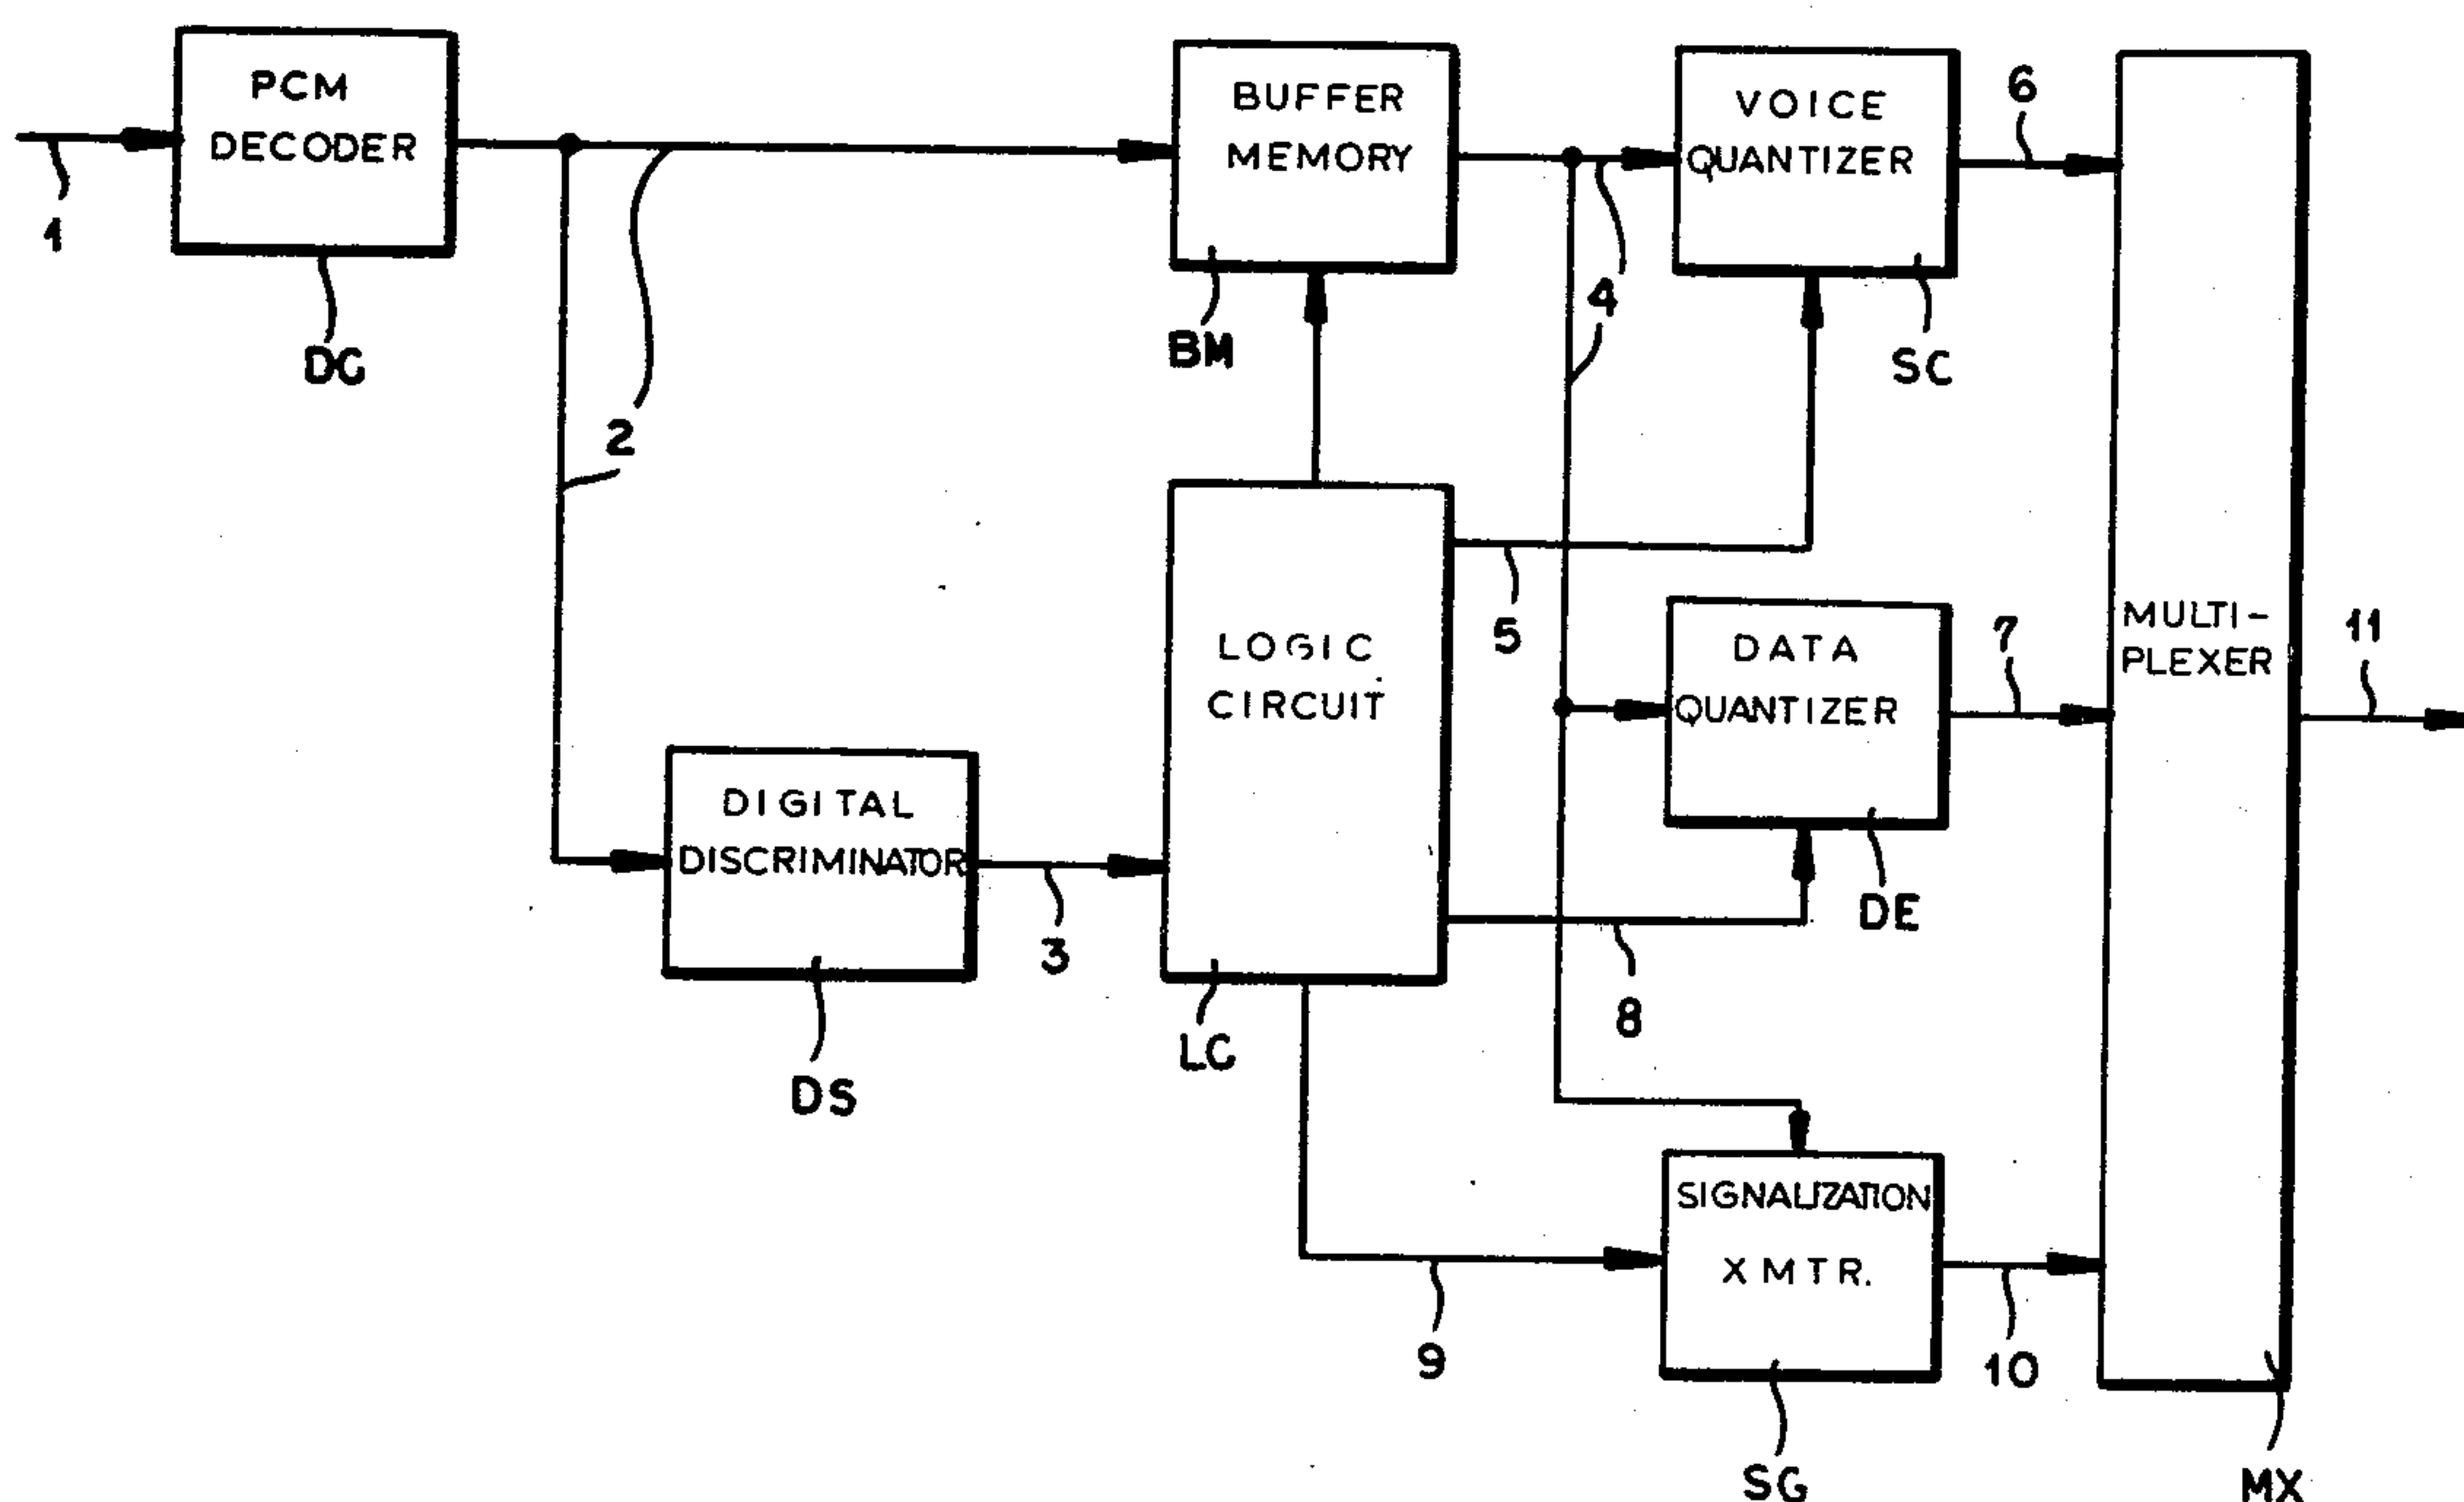 PCM
DECODER
1
DC
2
BUFFER
MEMORY
BM
VOICE
QUANTIZER
SC
4
6
LOGIC
CIRCUIT
LC
5
DATA
QUANTIZER
DE
7
8
MULTI-
PLEXER
11
DIGITAL
DISCRIMINATOR
DS
3
SIGNALIZATION
XMTR.
SG
9
10
MX